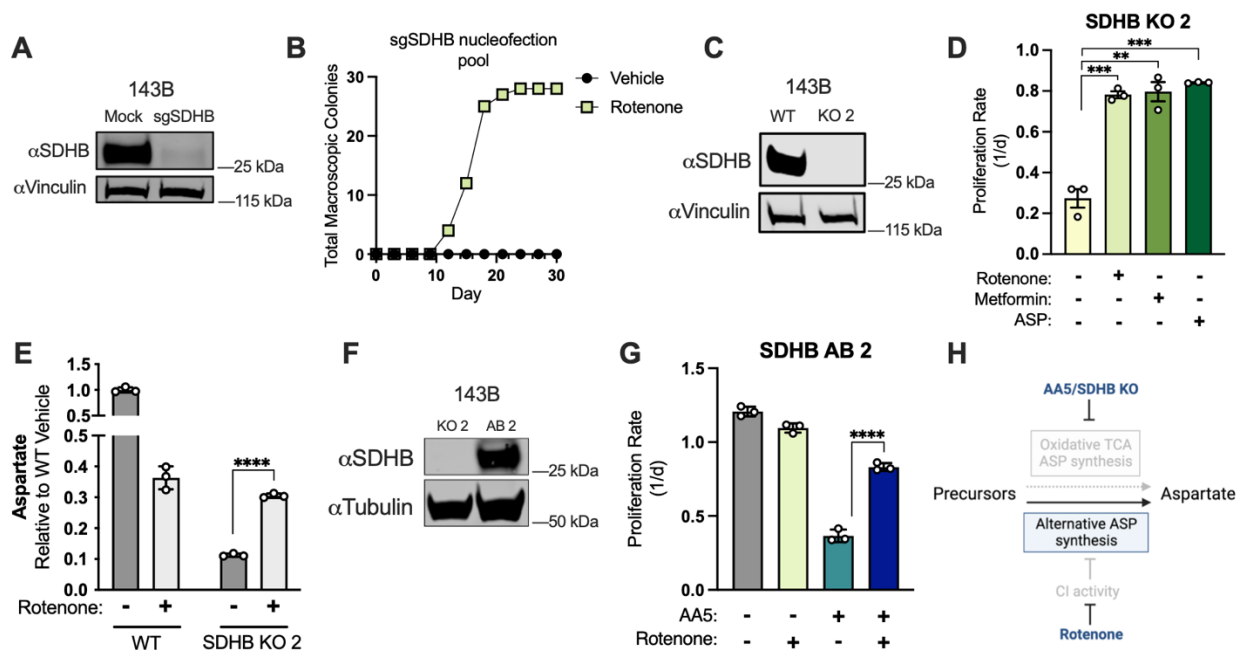 A
143B
Mock sgSDHB
αSDHB
—25 kDa
αVinculin
—115 kDa
B
sgSDHB nucleofection
pool
Total Macroscopic Colonies
30
20
10
0
0 10 20 30
Day
Vehicle
Rotenone
C
143B
WT KO 2
αSDHB
—25 kDa
αVinculin
—115 kDa
D
SDHB KO 2
Proliferation Rate
(1/d)
1.0
0.8
0.6
0.4
0.2
0.0
***
**
***
Rotenone: - + - -
Metformin: - - + -
ASP: - - - +
E
Aspartate
Relative to WT Vehicle
1.5
1.0
0.5
0.5
0.4
0.3
0.2
0.1
0.0
****
Rotenone: - + - +
WT SDHB KO 2
F
143B
KO 2 AB 2
αSDHB
—25 kDa
αTubulin
—50 kDa
G
SDHB AB 2
Proliferation Rate
(1/d)
1.5
1.0
0.5
0.0
****
AA5: - - + +
Rotenone: - + - +
H
AA5/SDHB KO
Oxidative TCA
ASP synthesis
Precursors Aspartate
Alternative ASP
synthesis
CI activity
Rotenone